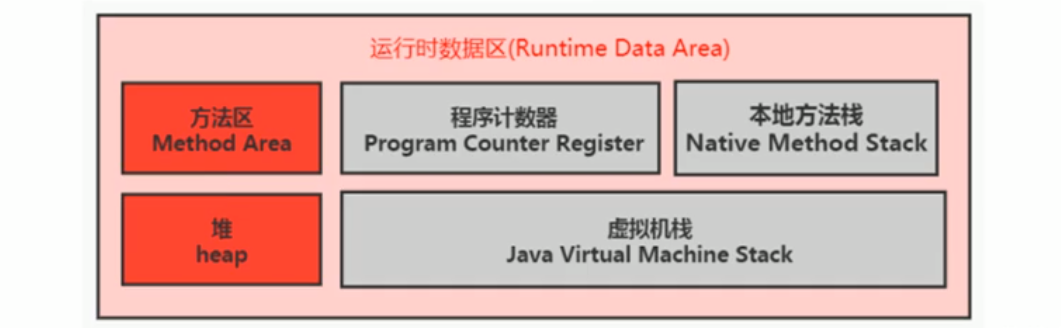 运行时数据区(Runtime Data Area)
方法区
Method Area
程序计数器
Program Counter Register
本地方法栈
Native Method Stack
堆
heap
虚拟机栈
Java Virtual Machine Stack